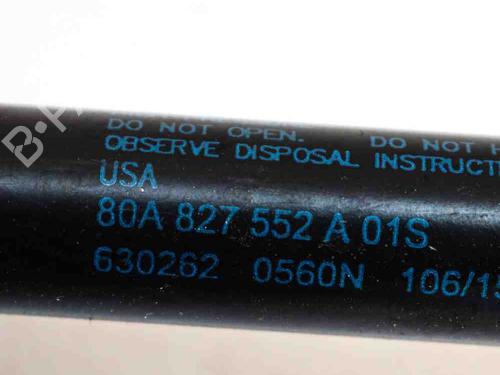 DO NOT OPEN. DO NOT H
OBSERVE DISPOSAL INSTRUCT
USA
80A 827 552 A 01S
630262 0560N 106/15